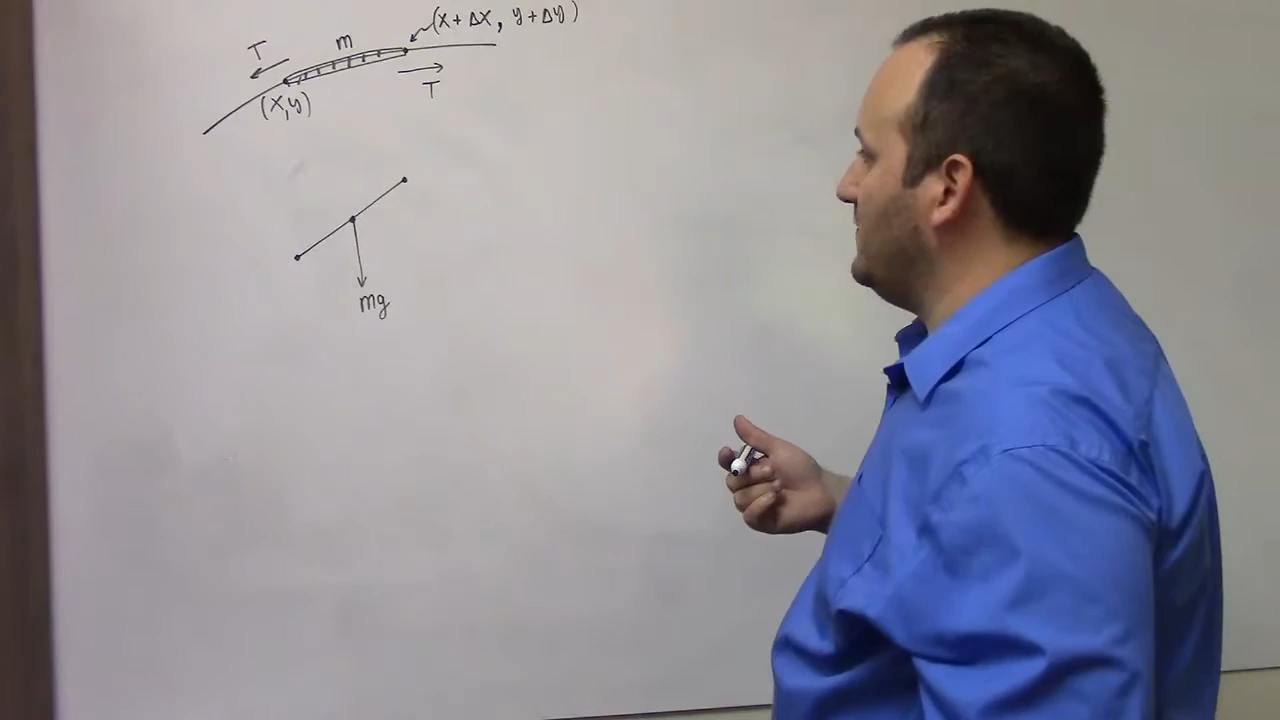 (x + Δx, y + Δy)
T
m
T
(x,y)
mg